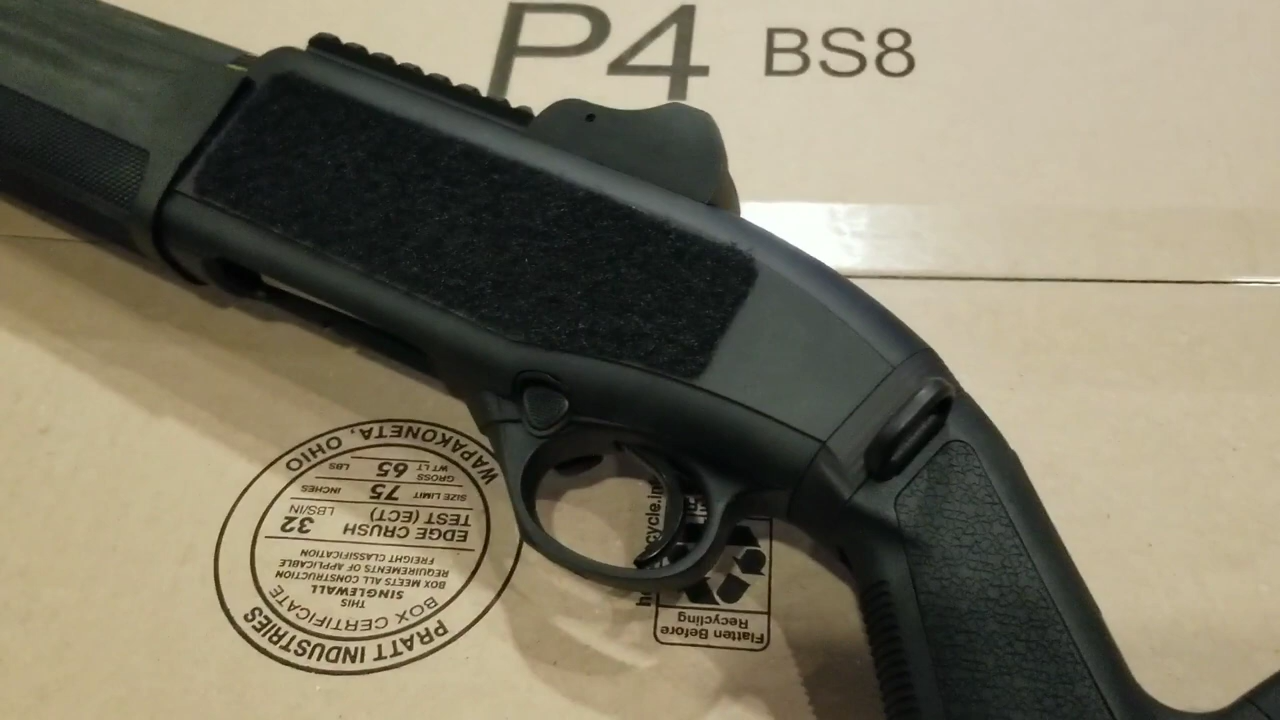 P4 BS8
PRATT INDUSTRIES
BOX CERTIFICATE
THIS
SINGLEWALL
BOX MEETS ALL CONSTRUCTION
REQUIREMENTS OF APPLICABLE
FREIGHT CLASSIFICATION
EDGE CRUSH
TEST (ECT) 32 LBS/IN
SIZE LIMIT 75 INCHES
GROSS
WT LT 65 LBS
WAPAKONETA, OHIO
Flatten Before
Recycling